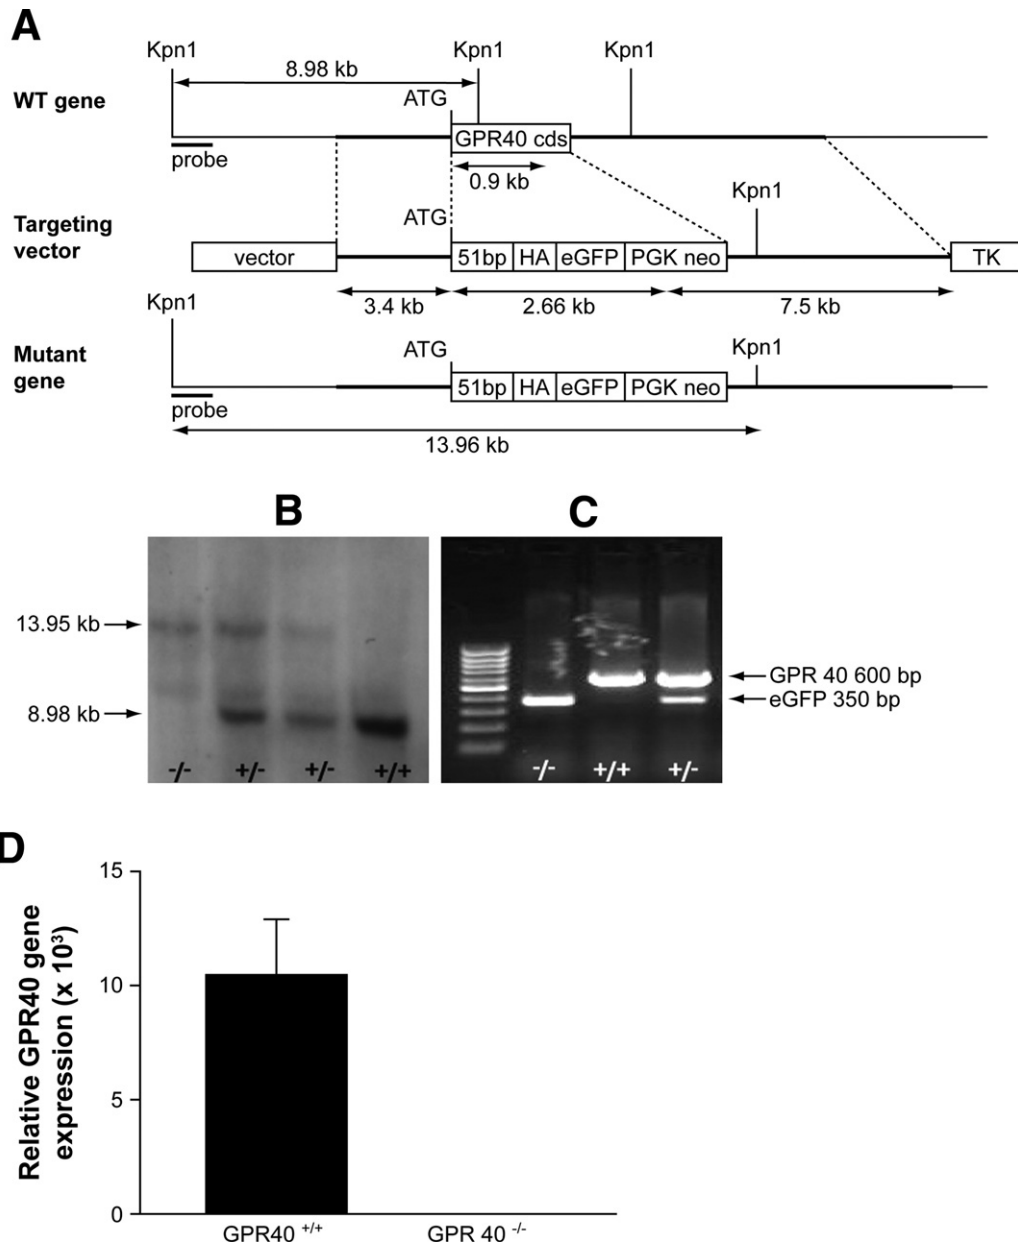 A
Kpn1 Kpn1 Kpn1
8.98 kb
WT gene
ATG
GPR40 cds
probe
0.9 kb
Kpn1
Targeting
vector
ATG
vector 51bp HA eGFP PGK neo TK
3.4 kb 2.66 kb 7.5 kb
Kpn1
Mutant
gene
ATG
Kpn1
51bp HA eGFP PGK neo
probe
13.96 kb
B
13.95 kb
8.98 kb
-/- +/- +/- +/+
C
GPR 40 600 bp
eGFP 350 bp
-/- +/+ +/-
D
Relative GPR40 gene
expression (x 10³)
15
10
5
0
GPR40 +/+
GPR 40 -/-